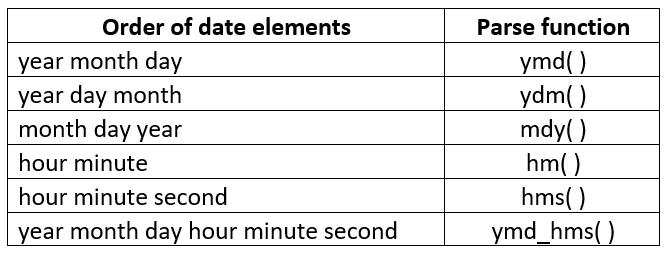 Order of date elements Parse function
year month day ymd( )
year day month ydm( )
month day year mdy( )
hour minute hm( )
hour minute second hms( )
year month day hour minute second ymd_hms( )